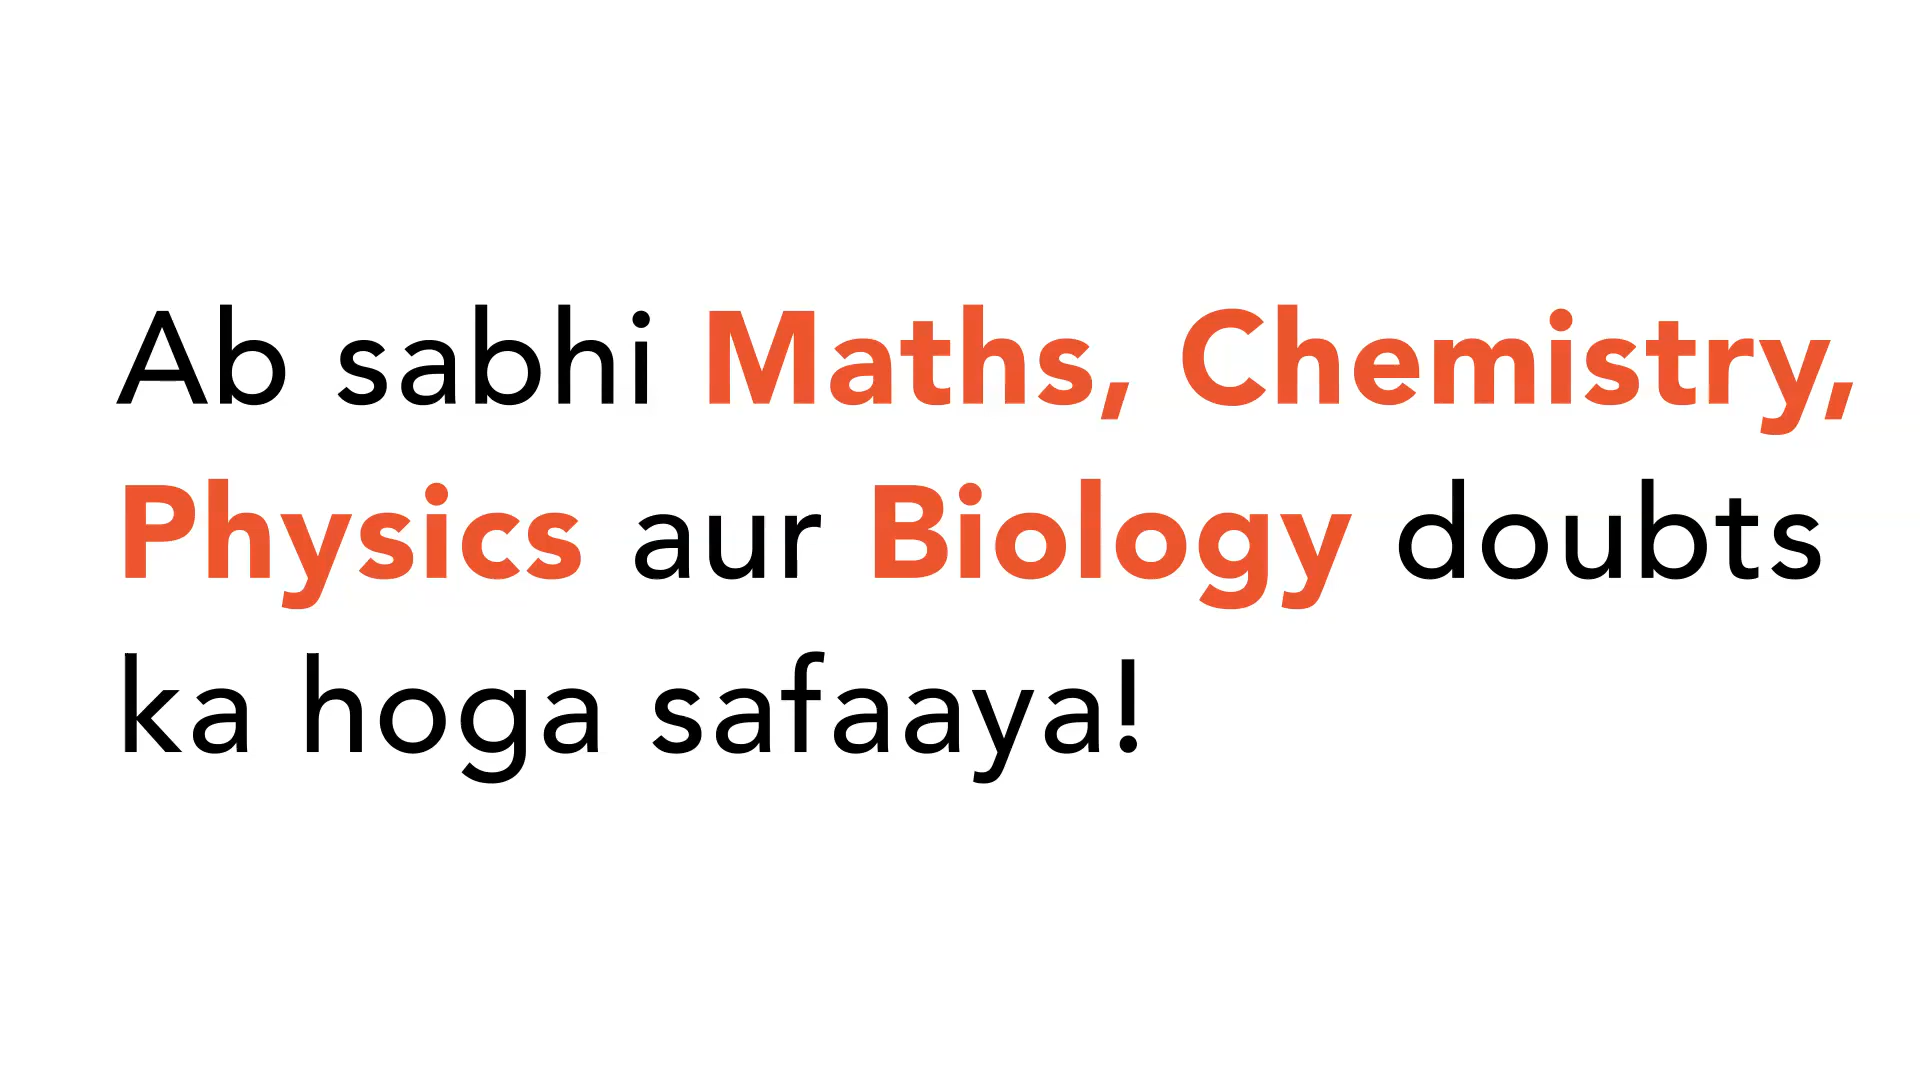 Ab sabhi Maths, Chemistry,
Physics aur Biology doubts
ka hoga safaaya!